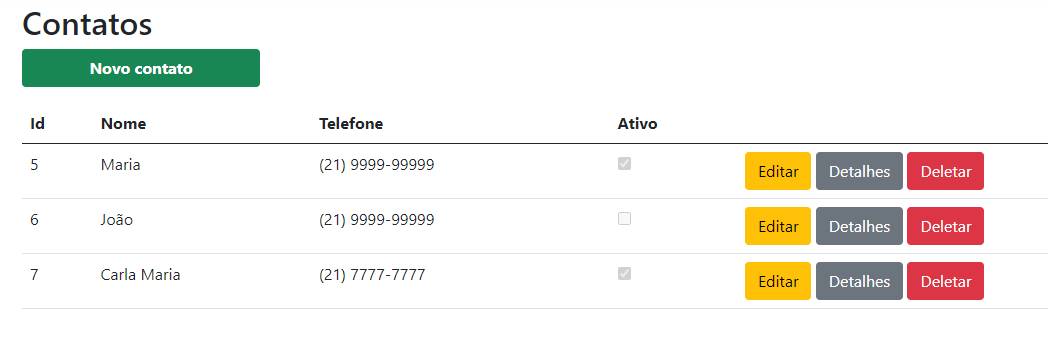 Contatos
Novo contato
Id Nome Telefone Ativo
5 Maria (21) 9999-99999 Editar Detalhes Deletar
6 João (21) 9999-99999 Editar Detalhes Deletar
7 Carla Maria (21) 7777-7777 Editar Detalhes Deletar